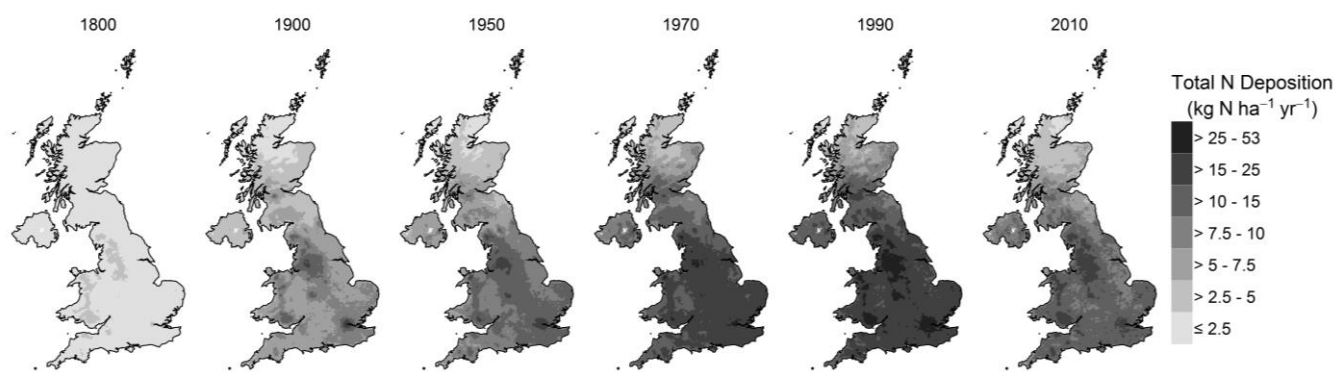 1800
1900
1950
1970
1990
2010
Total N Deposition
(kg N ha⁻¹ yr⁻¹)
> 25 - 53
> 15 - 25
> 10 - 15
> 7.5 - 10
> 5 - 7.5
> 2.5 - 5
≤ 2.5